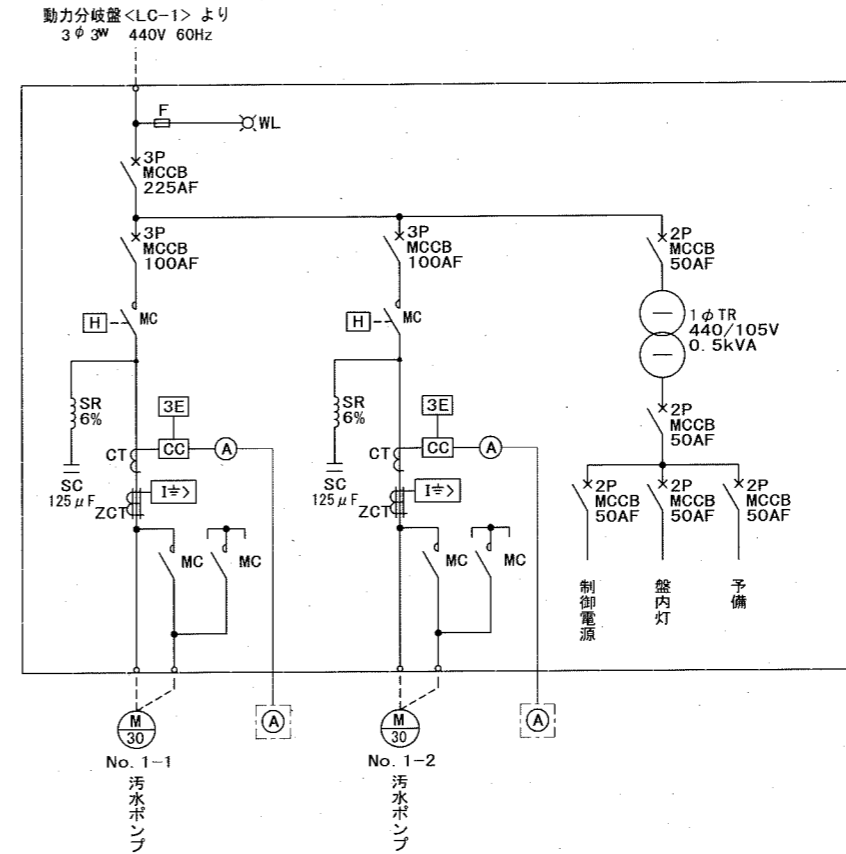 動力分岐盤<LC-1> より
3φ3W 440V 60Hz
F
WL
3P
MCCB
225AF
3P
MCCB
100AF
3P
MCCB
100AF
2P
MCCB
50AF
H
MC
H
MC
1φTR
440/105V
0.5kVA
SR
6%
3E
SR
6%
3E
2P
MCCB
50AF
CT
CC
A
CT
CC
A
SC
125μF
I⏚>
ZCT
SC
125μF
I⏚>
ZCT
2P
MCCB
50AF
2P
MCCB
50AF
2P
MCCB
50AF
MC
MC
MC
MC
制御電源
盤内灯
予備
M
30
A
M
30
A
No.1-1
汚水ポンプ
No.1-2
汚水ポンプ